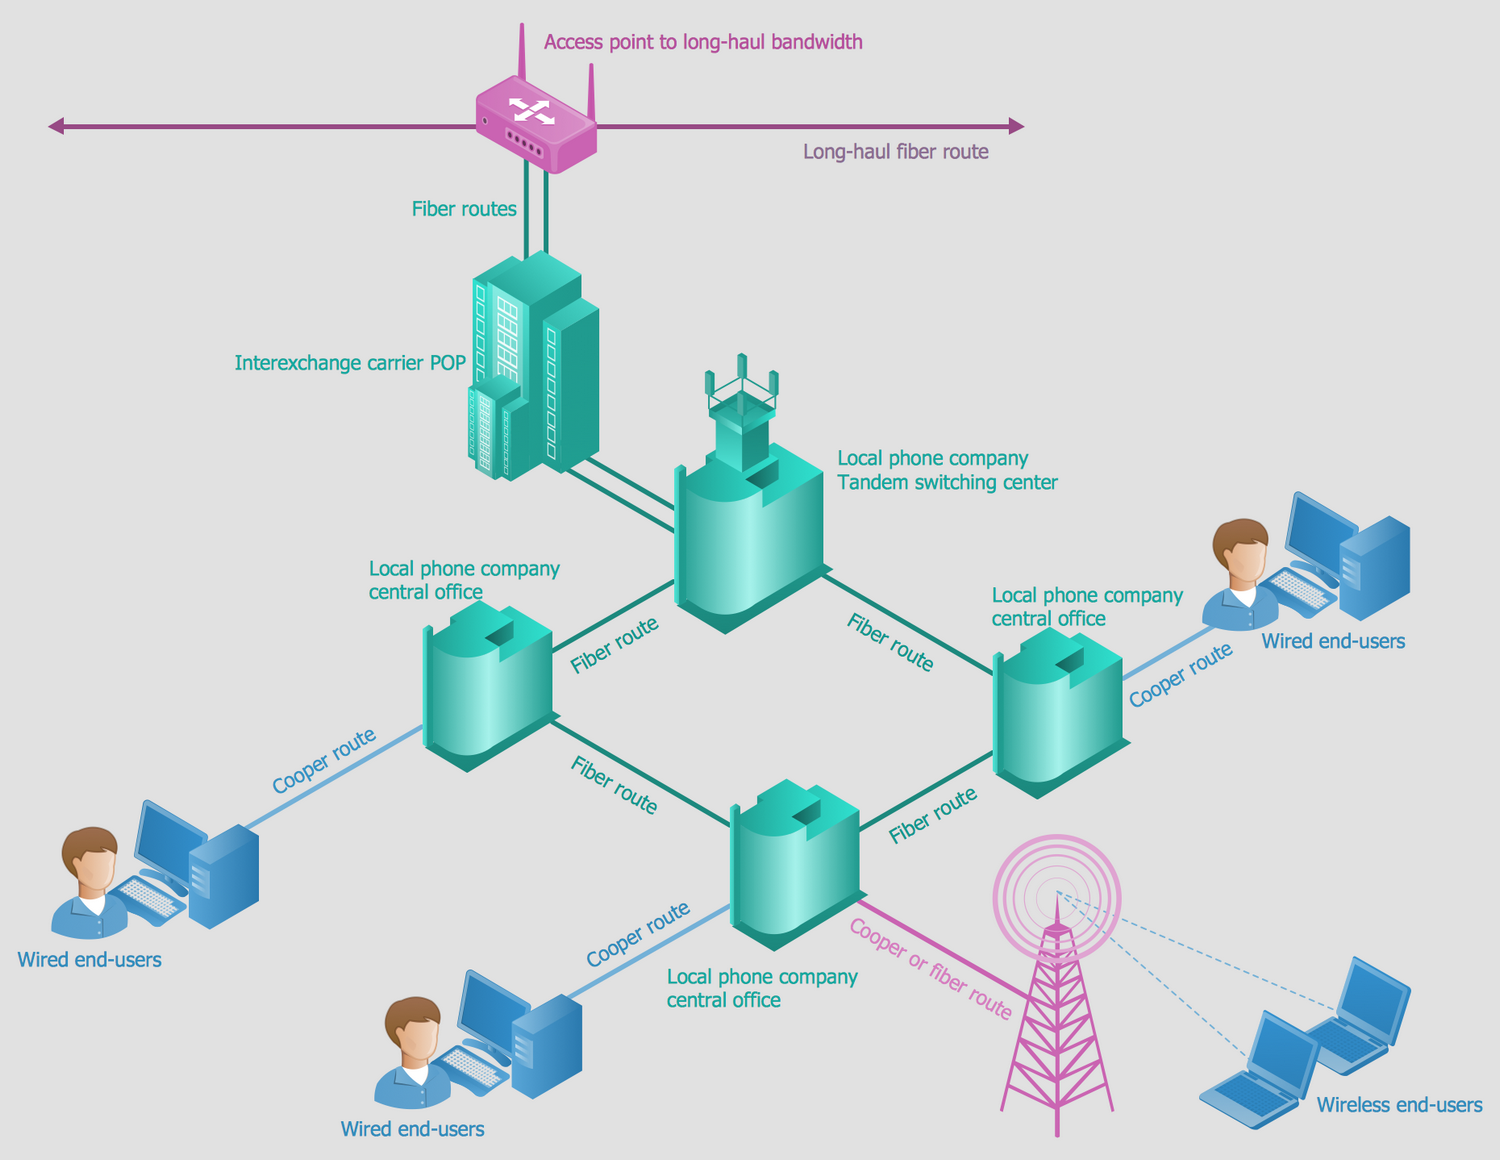 Access point to long-haul bandwidth
Long-haul fiber route
Fiber routes
Interexchange carrier POP
Local phone company
Tandem switching center
Local phone company
central office
Local phone company
central office
Fiber route
Fiber route
Wired end-users
Cooper route
Cooper route
Fiber route
Fiber route
Wired end-users
Cooper route
Local phone company
central office
Cooper or fiber route
Wired end-users
Wireless end-users